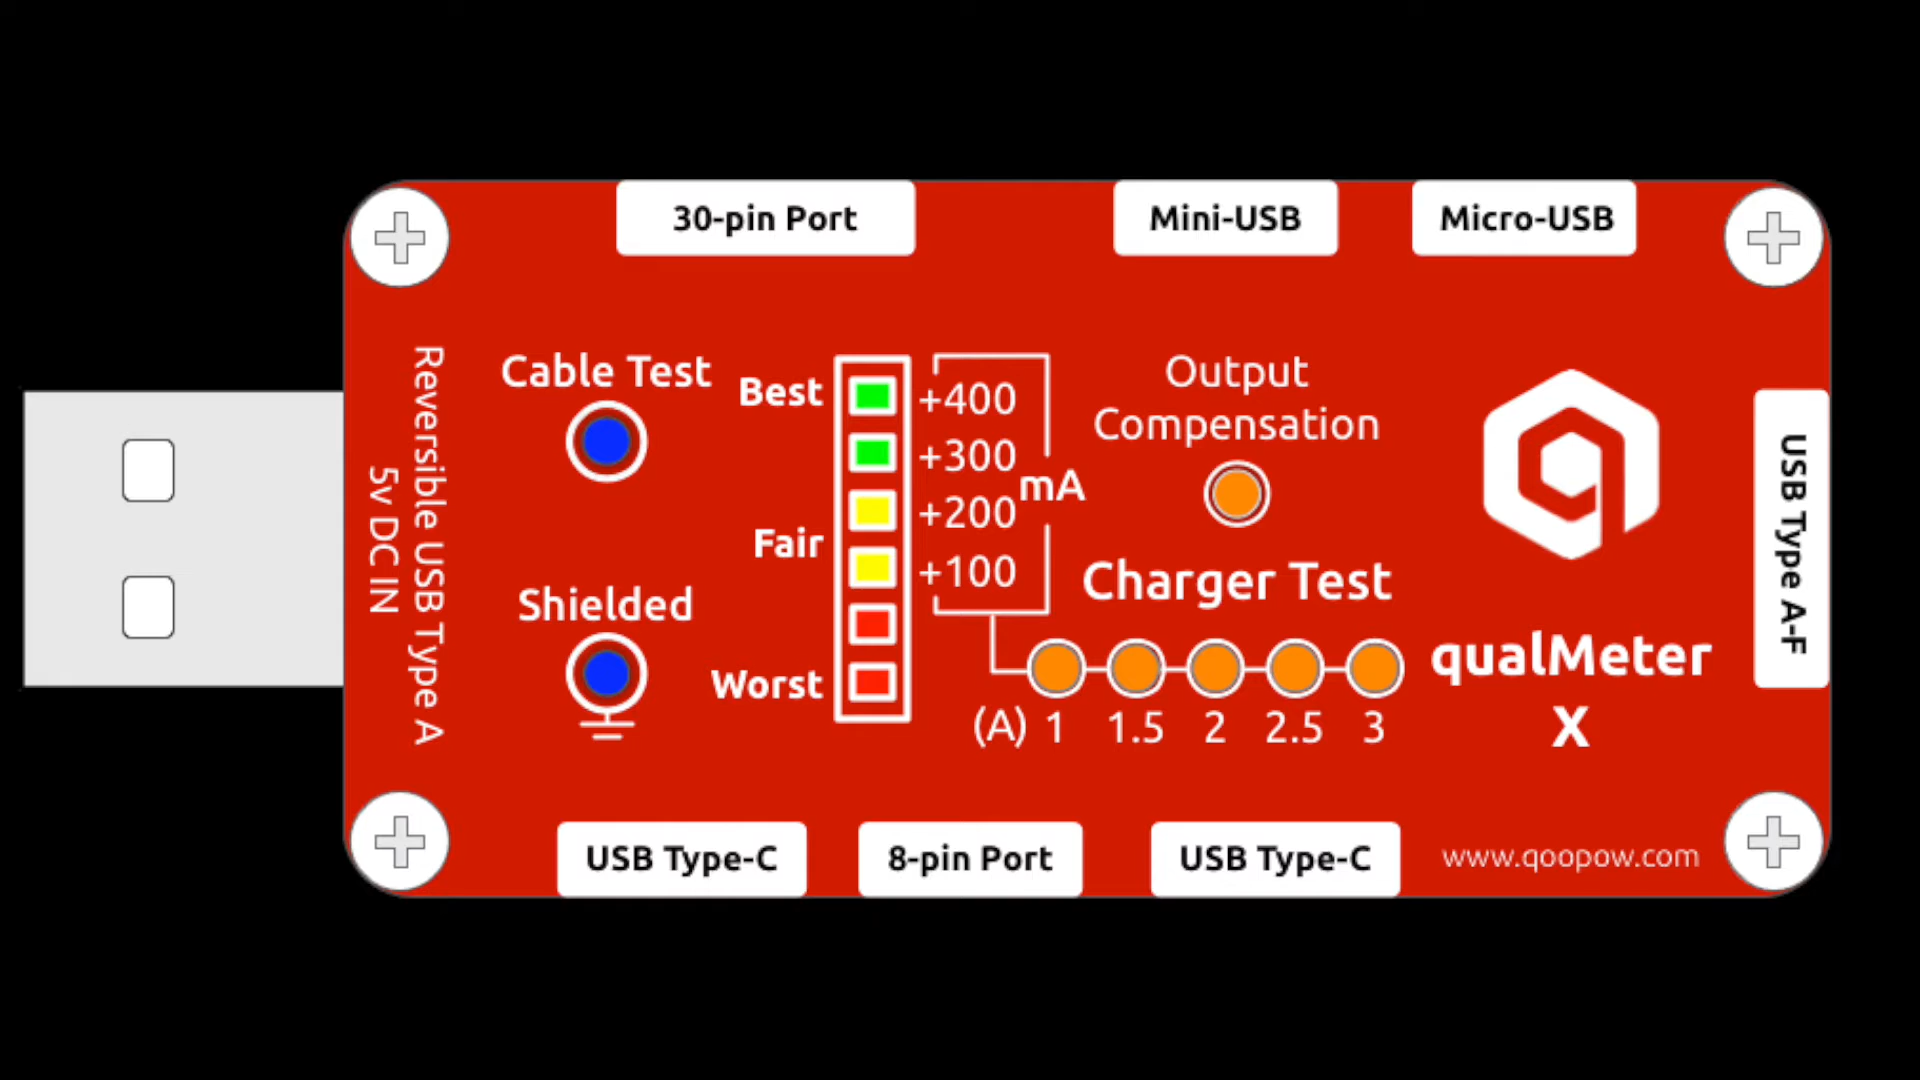 30-pin Port
Mini-USB
Micro-USB
Reversible USB Type A
5v DC IN
Cable Test
Shielded
Best
Fair
Worst
+400
+300
+200
+100
mA
Output
Compensation
Charger Test
(A) 1 1.5 2 2.5 3
qualMeter
X
USB Type A-F
USB Type-C
8-pin Port
USB Type-C
www.qoopow.com